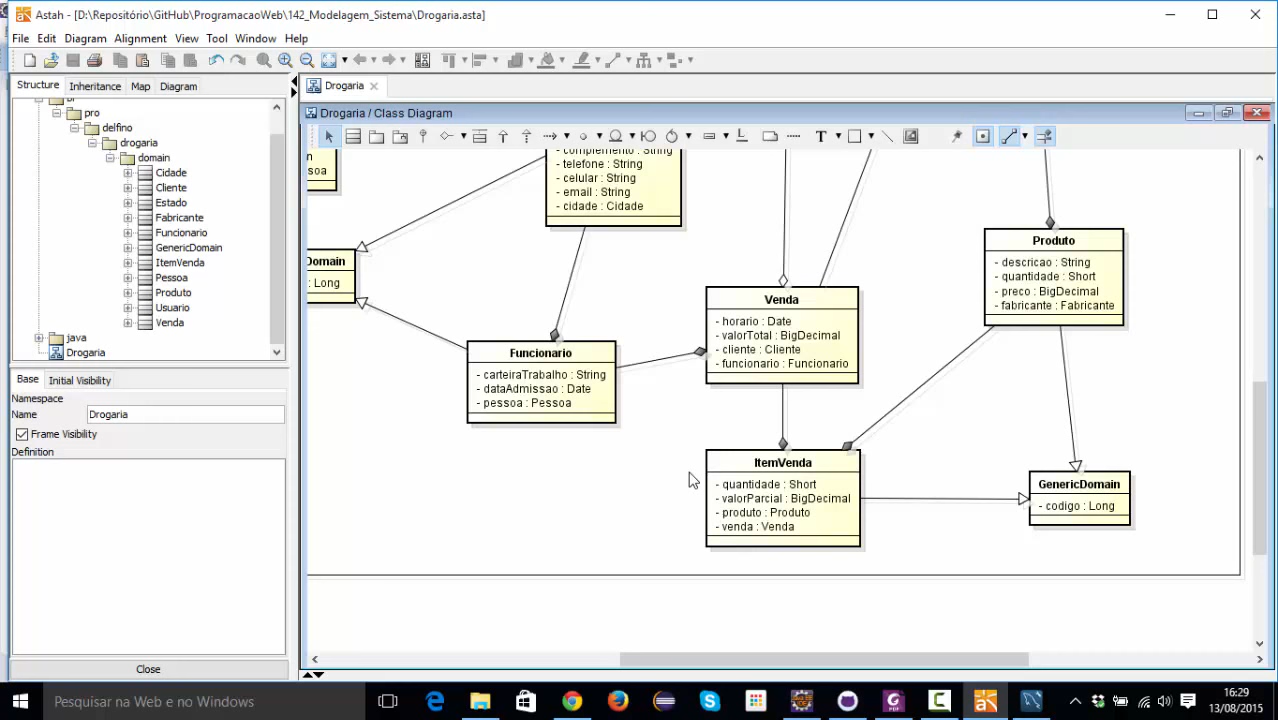 Astah - [D:\Repositório\GitHub\ProgramacaoWeb\142_Modelagem_Sistema\Drogaria.asta]
File Edit Diagram Alignment View Tool Window Help
Structure Inheritance Map Diagram
pro
delfino
drogaria
domain
Cidade
Cliente
Estado
Fabricante
Funcionario
GenericDomain
ItemVenda
Pessoa
Produto
Usuario
Venda
java
Drogaria
Base Initial Visibility
Namespace
Name Drogaria
Frame Visibility
Definition
Close
Drogaria
Drogaria / Class Diagram
T
- complemento : String
- telefone : String
- celular : String
- email : String
- cidade : Cidade
Domain
: Long
Funcionario
- carteiraTrabalho : String
- dataAdmissao : Date
- pessoa : Pessoa
Venda
- horario : Date
- valorTotal : BigDecimal
- cliente : Cliente
- funcionario : Funcionario
Produto
- descricao : String
- quantidade : Short
- preco : BigDecimal
- fabricante : Fabricante
ItemVenda
- quantidade : Short
- valorParcial : BigDecimal
- produto : Produto
- venda : Venda
GenericDomain
- codigo : Long
Pesquisar na Web e no Windows
16:29
13/08/2015